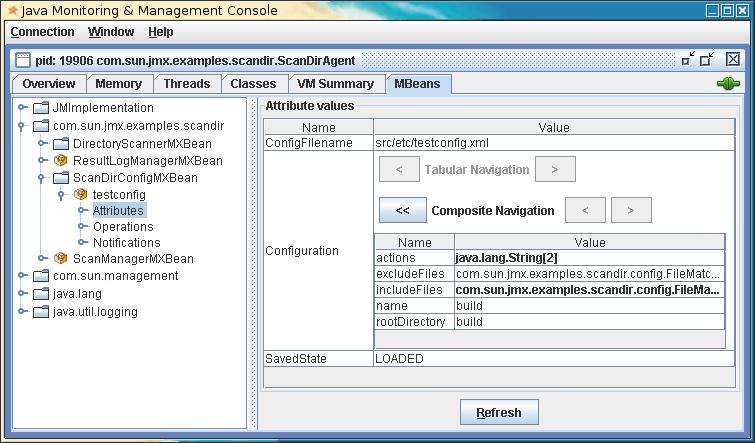 Java Monitoring & Management Console
Connection Window Help
pid: 19906 com.sun.jmx.examples.scandir.ScanDirAgent
Overview Memory Threads Classes VM Summary MBeans
JMImplementation
com.sun.jmx.examples.scandir
DirectoryScannerMXBean
ResultLogManagerMXBean
ScanDirConfigMXBean
testconfig
Attributes
Operations
Notifications
ScanManagerMXBean
com.sun.management
java.lang
java.util.logging
Attribute values
Name Value
ConfigFilename src/etc/testconfig.xml
< Tabular Navigation >
<< Composite Navigation < >
Configuration
Name Value
actions java.lang.String[2]
excludeFiles com.sun.jmx.examples.scandir.config.FileMatc...
includeFiles com.sun.jmx.examples.scandir.config.FileMa...
name build
rootDirectory build
SavedState LOADED
Refresh